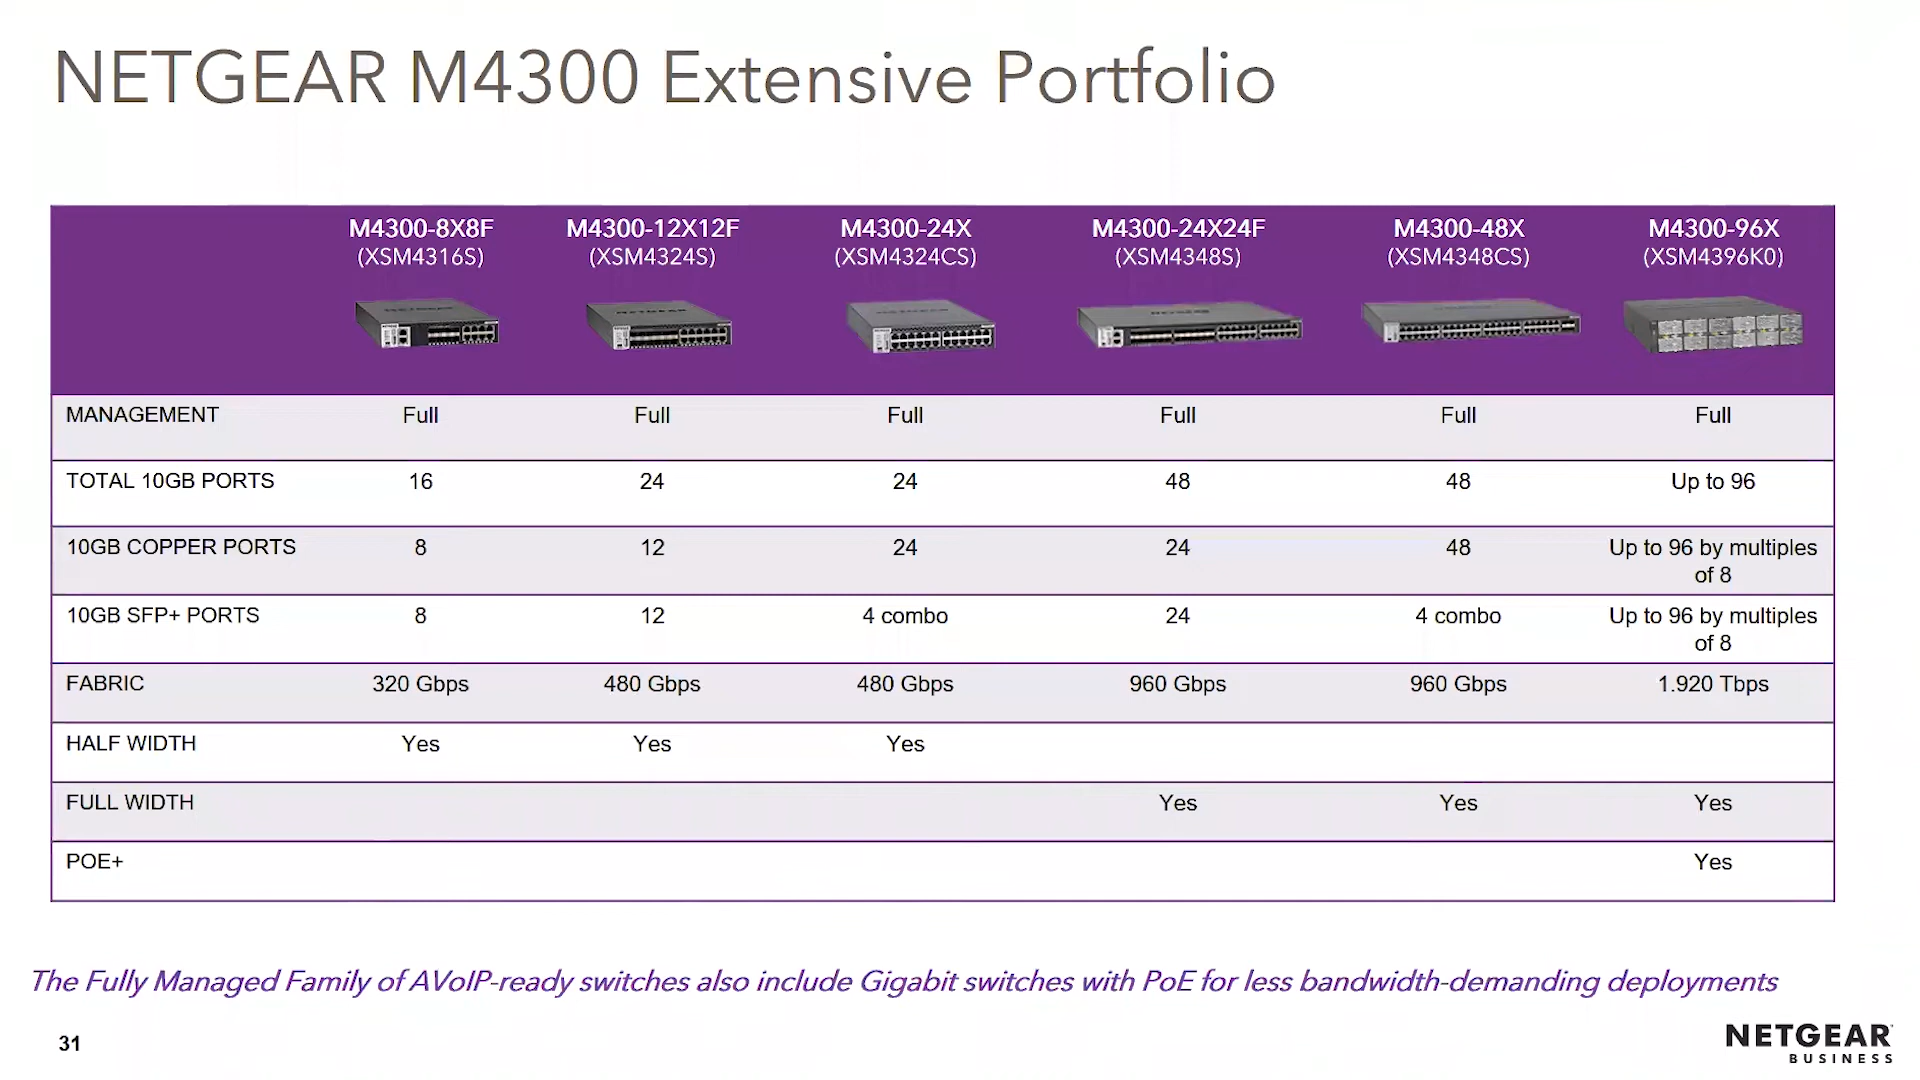 NETGEAR M4300 Extensive Portfolio
M4300-8X8F M4300-12X12F M4300-24X M4300-24X24F M4300-48X M4300-96X
(XSM4316S) (XSM4324S) (XSM4324CS) (XSM4348S) (XSM4348CS) (XSM4396K0)
MANAGEMENT Full Full Full Full Full Full
TOTAL 10GB PORTS 16 24 24 48 48 Up to 96
10GB COPPER PORTS 8 12 24 24 48 Up to 96 by multiples
of 8
10GB SFP+ PORTS 8 12 4 combo 24 4 combo Up to 96 by multiples
of 8
FABRIC 320 Gbps 480 Gbps 480 Gbps 960 Gbps 960 Gbps 1.920 Tbps
HALF WIDTH Yes Yes Yes
FULL WIDTH Yes Yes Yes
POE+ Yes
The Fully Managed Family of AVoIP-ready switches also include Gigabit switches with PoE for less bandwidth-demanding deployments
31
NETGEAR
BUSINESS